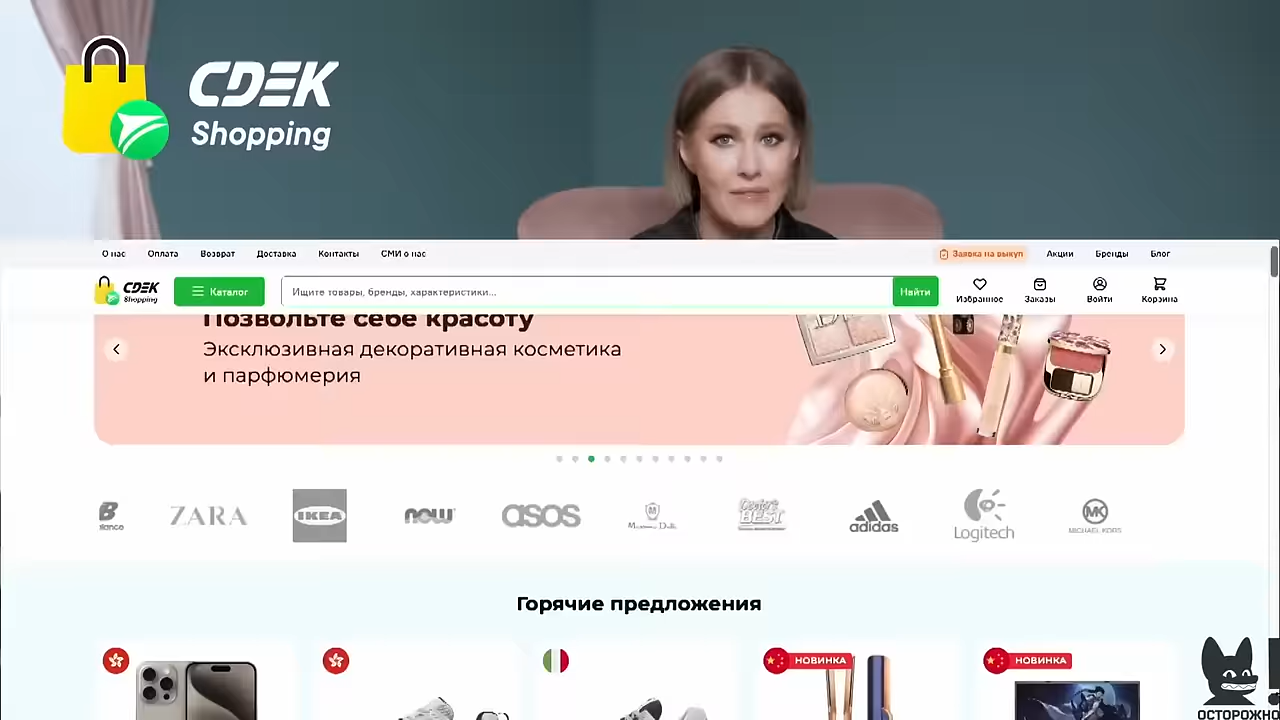 CDEK
Shopping
О нас
Оплата
Возврат
Доставка
Контакты
СМИ о нас
Заявка на выкуп
Акции
Бренды
Блог
CDEK
Shopping
Каталог
Ищите товары, бренды, характеристики...
Найти
Избранное
Заказы
Войти
Корзина
Позвольте себе красоту
Эксклюзивная декоративная косметика
и парфюмерия
ZARA
IKEA
now
asos
BEST
adidas
Logitech
MK
MICHAEL KORS
Горячие предложения
НОВИНКА
НОВИНКА
ОСТОРОЖНО